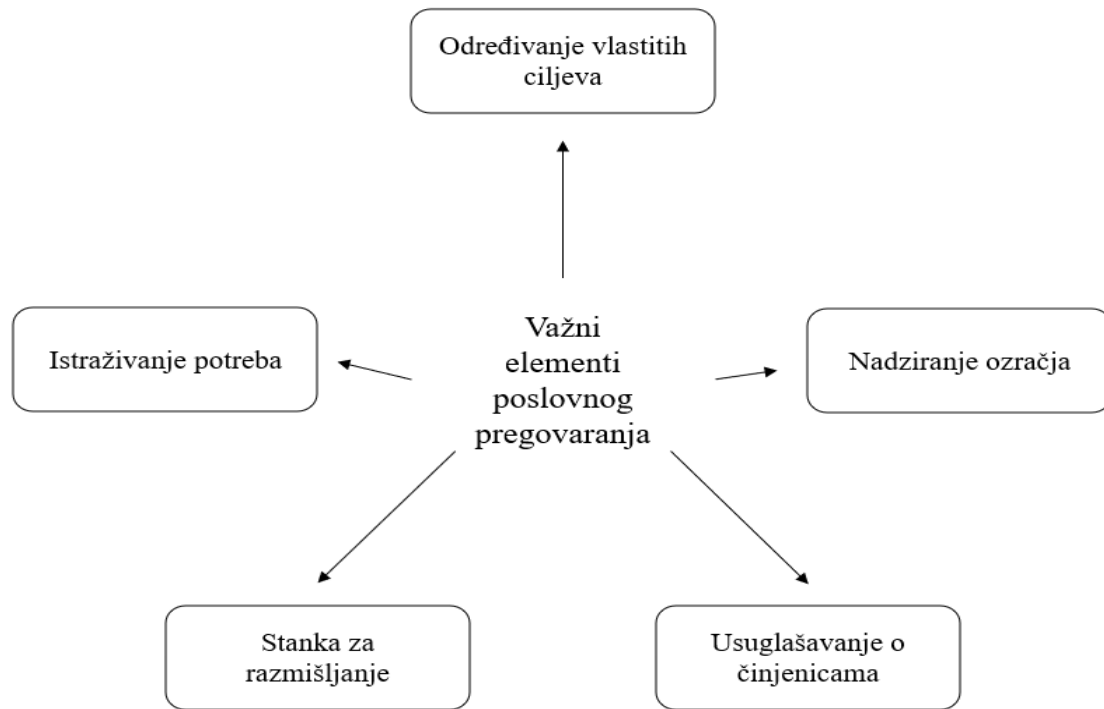 Određivanje vlastitih
ciljeva
Istraživanje potreba
Važni
elementi
poslovnog
pregovaranja
Nadziranje ozračja
Stanka za
razmišljanje
Usuglašavanje o
činjenicama